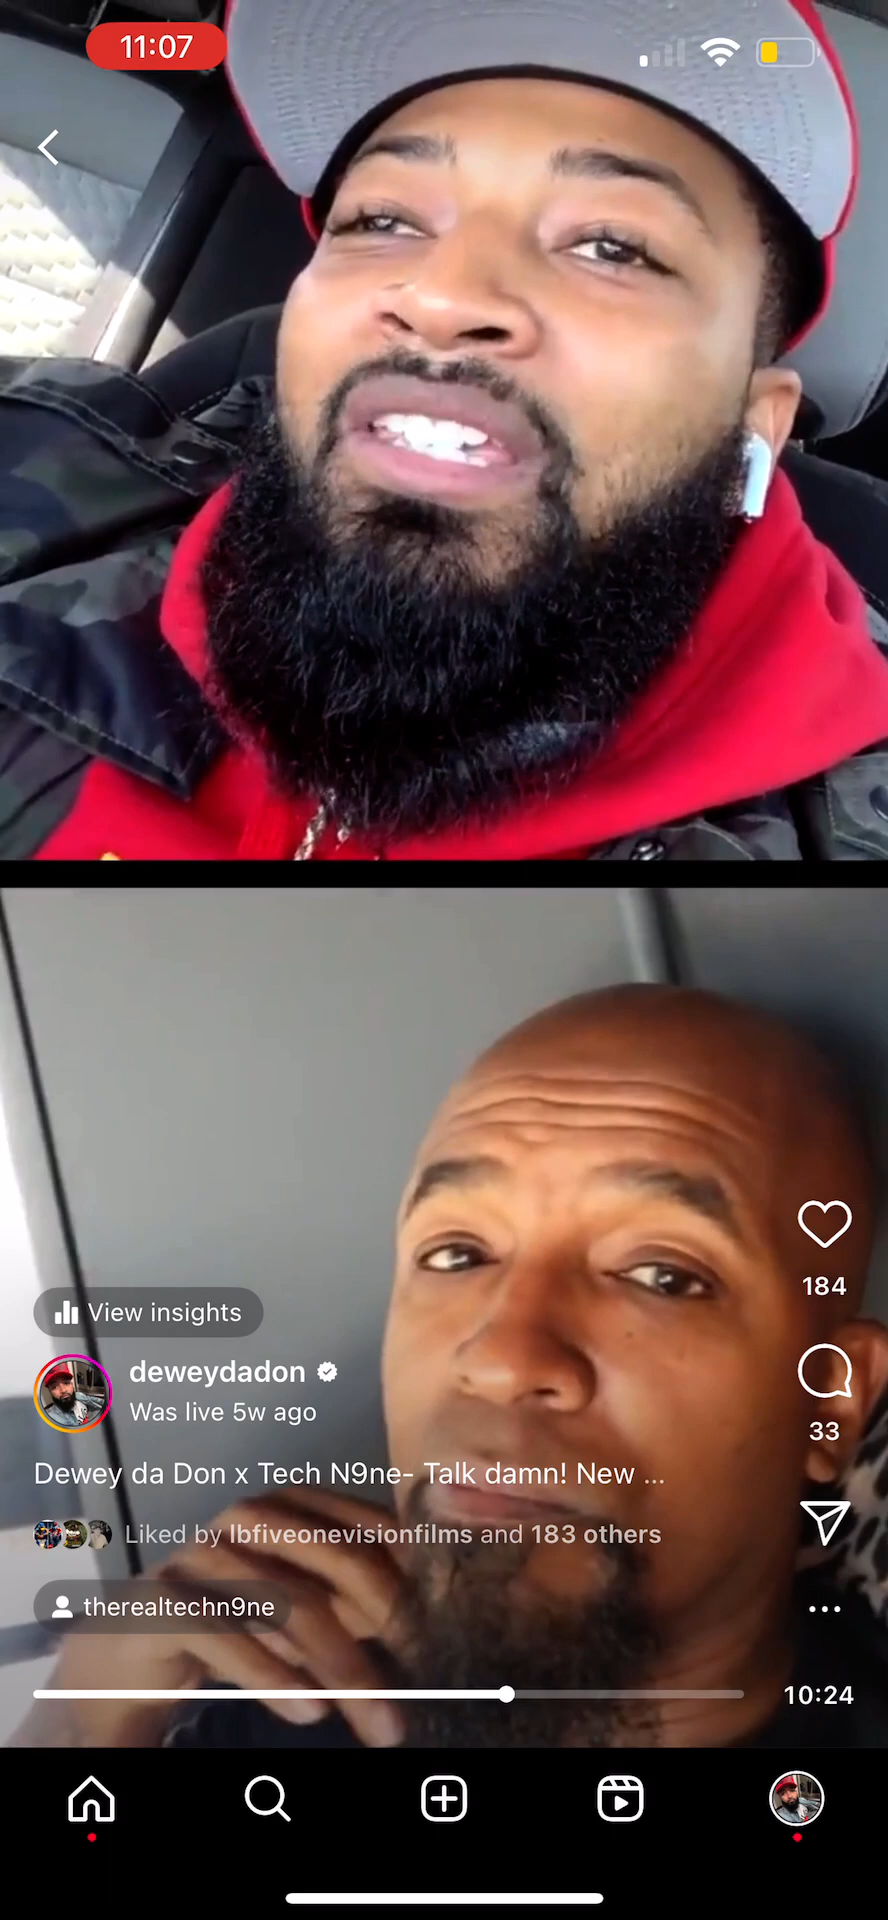 11:07
View insights
deweydadon
Was live 5w ago
Dewey da Don x Tech N9ne- Talk damn! New ...
Liked by lbfiveonevisionfilms and 183 others
therealtechn9ne
184
33
10:24